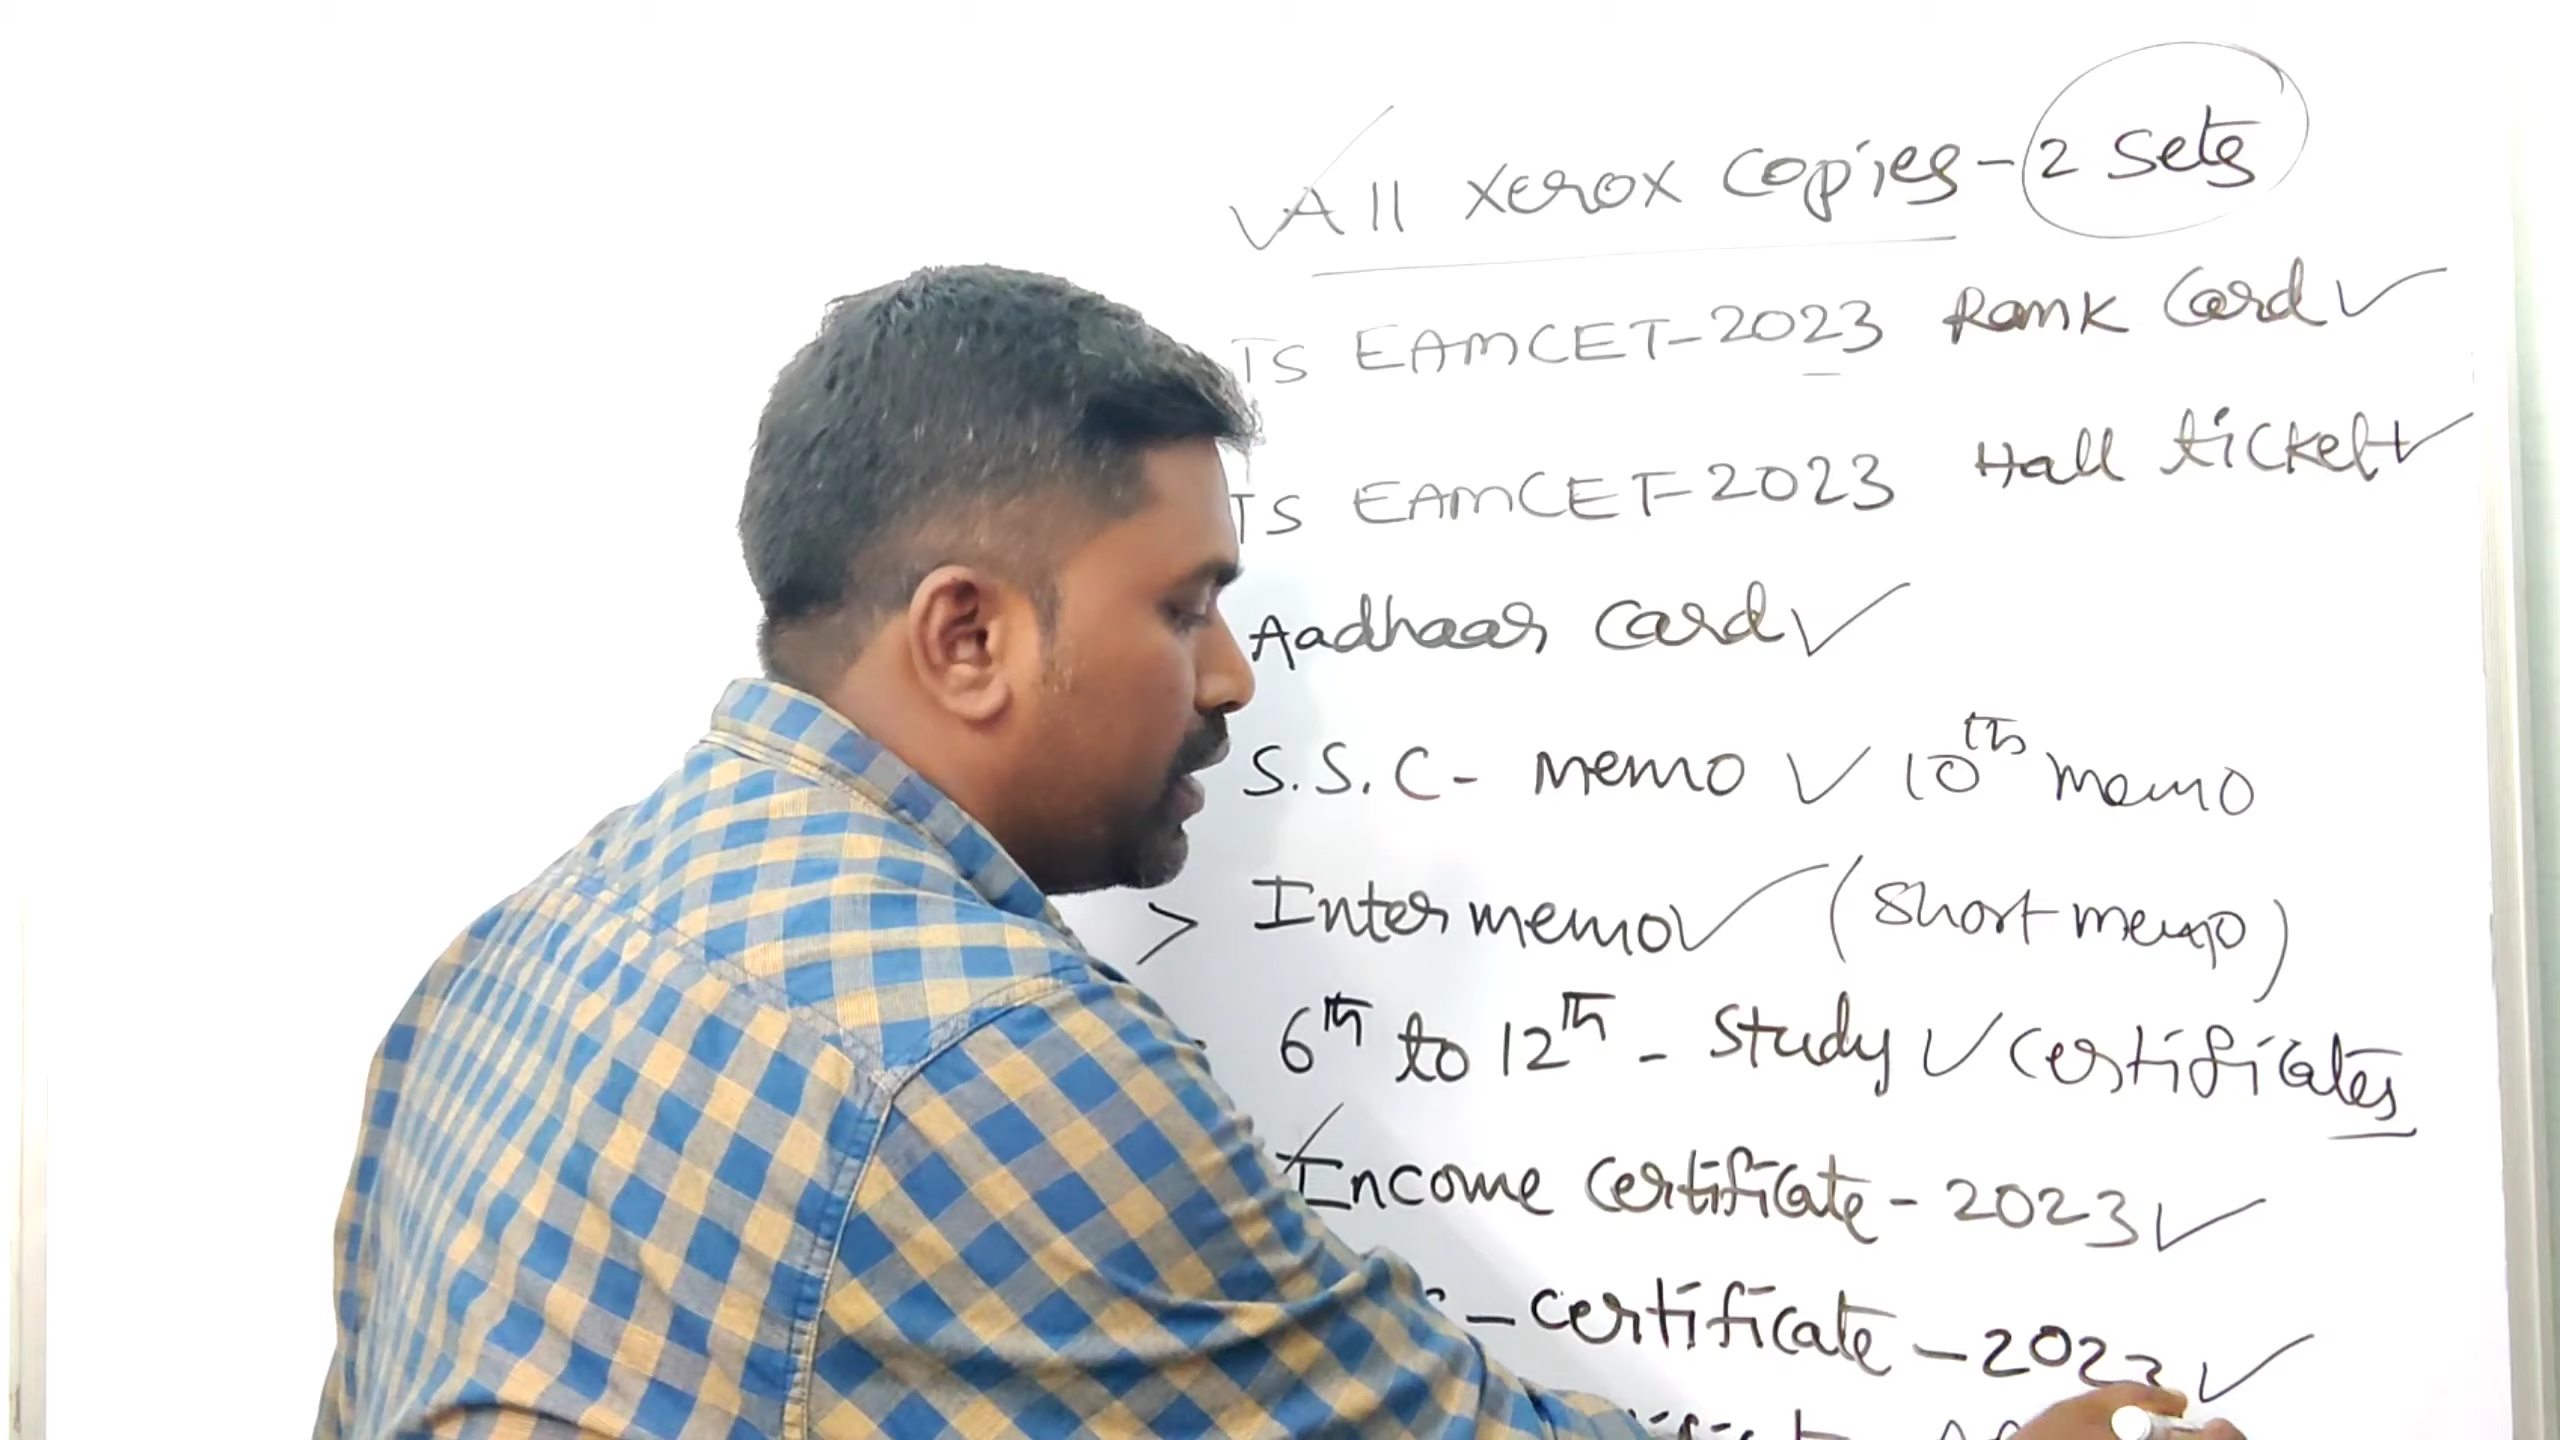 All Xerox Copies - 2 Sets
TS EAMCET-2023 Rank Card
TS EAMCET-2023 Hall ticket
Aadhaar Card
S.S.C - memo 10th memo
> Inter memo (Short memo)
6th to 12th - Study Certificates
Income Certificate - 2023
- certificate - 2023